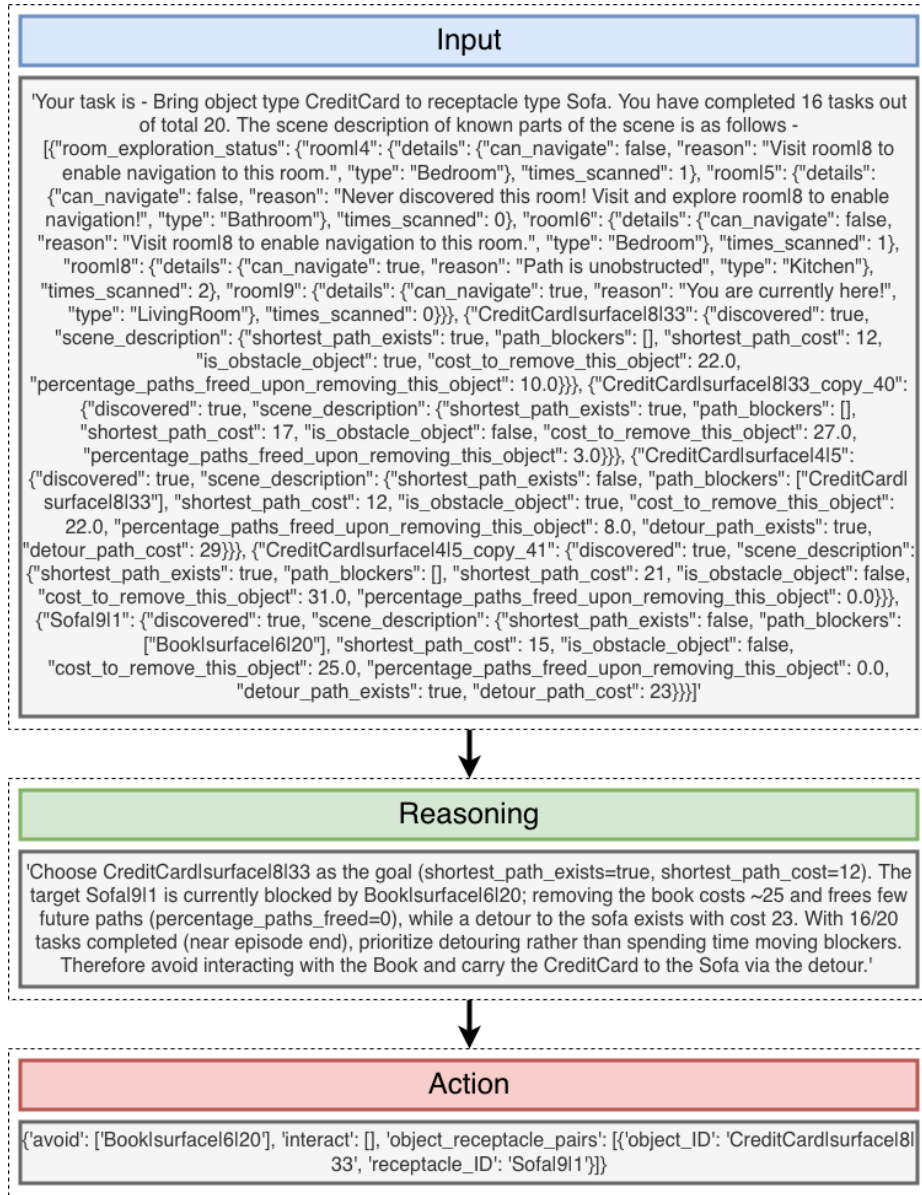 Input
'Your task is - Bring object type CreditCard to receptacle type Sofa. You have completed 16 tasks out
of total 20. The scene description of known parts of the scene is as follows -
[{"room_exploration_status": {"room|4": {"details": {"can_navigate": false, "reason": "Visit room|8 to
enable navigation to this room.", "type": "Bedroom"}, "times_scanned": 1}, "room|5": {"details":
{"can_navigate": false, "reason": "Never discovered this room! Visit and explore room|8 to enable
navigation!", "type": "Bathroom"}, "times_scanned": 0}, "room|6": {"details": {"can_navigate": false,
"reason": "Visit room|8 to enable navigation to this room.", "type": "Bedroom"}, "times_scanned": 1},
"room|8": {"details": {"can_navigate": true, "reason": "Path is unobstructed", "type": "Kitchen"},
"times_scanned": 2}, "room|9": {"details": {"can_navigate": true, "reason": "You are currently here!",
"type": "LivingRoom"}, "times_scanned": 0}}}, {"CreditCard|surface|8|33": {"discovered": true,
"scene_description": {"shortest_path_exists": true, "path_blockers": [], "shortest_path_cost": 12,
"is_obstacle_object": true, "cost_to_remove_this_object": 22.0,
"percentage_paths_freed_upon_removing_this_object": 10.0}}}, {"CreditCard|surface|8|33_copy_40":
{"discovered": true, "scene_description": {"shortest_path_exists": true, "path_blockers": [],
"shortest_path_cost": 17, "is_obstacle_object": false, "cost_to_remove_this_object": 27.0,
"percentage_paths_freed_upon_removing_this_object": 3.0}}}, {"CreditCard|surface|4|5":
{"discovered": true, "scene_description": {"shortest_path_exists": false, "path_blockers": ["CreditCard|
surface|8|33"], "shortest_path_cost": 12, "is_obstacle_object": true, "cost_to_remove_this_object":
22.0, "percentage_paths_freed_upon_removing_this_object": 8.0, "detour_path_exists": true,
"detour_path_cost": 29}}}, {"CreditCard|surface|4|5_copy_41": {"discovered": true, "scene_description":
{"shortest_path_exists": true, "path_blockers": [], "shortest_path_cost": 21, "is_obstacle_object": false,
"cost_to_remove_this_object": 31.0, "percentage_paths_freed_upon_removing_this_object": 0.0}}},
{"Sofa|9|1": {"discovered": true, "scene_description": {"shortest_path_exists": false, "path_blockers":
["Book|surface|6|20"], "shortest_path_cost": 15, "is_obstacle_object": false,
"cost_to_remove_this_object": 25.0, "percentage_paths_freed_upon_removing_this_object": 0.0,
"detour_path_exists": true, "detour_path_cost": 23}}}]'
Reasoning
'Choose CreditCard|surface|8|33 as the goal (shortest_path_exists=true, shortest_path_cost=12). The
target Sofa|9|1 is currently blocked by Book|surface|6|20; removing the book costs ~25 and frees few
future paths (percentage_paths_freed=0), while a detour to the sofa exists with cost 23. With 16/20
tasks completed (near episode end), prioritize detouring rather than spending time moving blockers.
Therefore avoid interacting with the Book and carry the CreditCard to the Sofa via the detour.'
Action
{'avoid': ['Book|surface|6|20'], 'interact': [], 'object_receptacle_pairs': [{'object_ID': 'CreditCard|surface|8|
33', 'receptacle_ID': 'Sofa|9|1'}]}